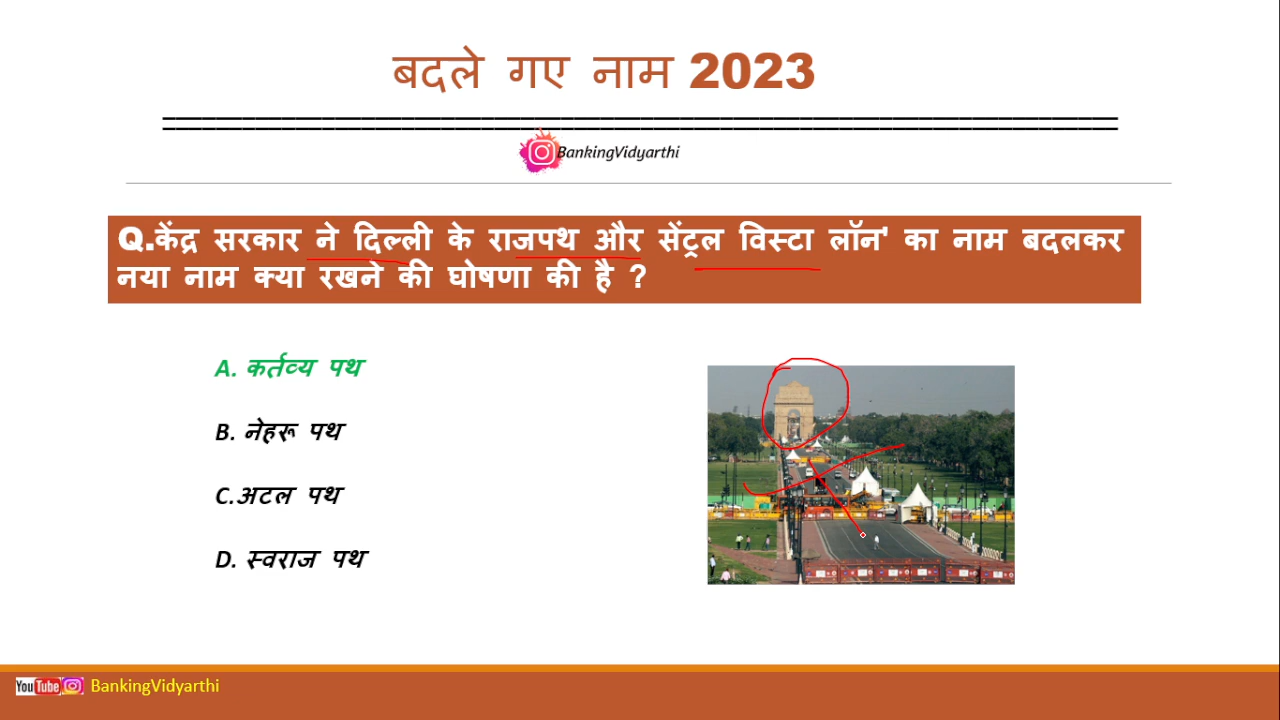 बदले गए नाम 2023
BankingVidyarthi
Q.केंद्र सरकार ने दिल्ली के राजपथ और सेंट्रल विस्टा लॉन' का नाम बदलकर
नया नाम क्या रखने की घोषणा की है ?
A. कर्तव्य पथ
B. नेहरू पथ
C.अटल पथ
D. स्वराज पथ
YouTube BankingVidyarthi